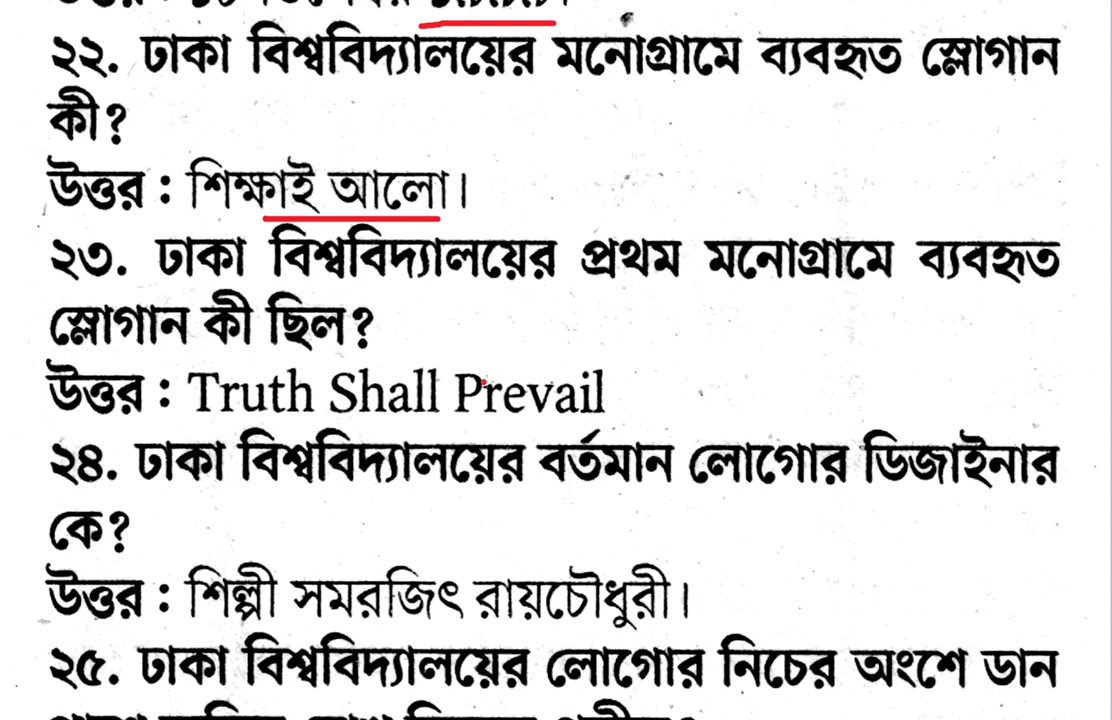 ২২. ঢাকা বিশ্ববিদ্যালয়ের মনোগ্রামে ব্যবহৃত স্লোগান
কী?
উত্তর : শিক্ষাই আলো।
২৩. ঢাকা বিশ্ববিদ্যালয়ের প্রথম মনোগ্রামে ব্যবহৃত
স্লোগান কী ছিল?
উত্তর : Truth Shall Prevail
২৪. ঢাকা বিশ্ববিদ্যালয়ের বর্তমান লোগোর ডিজাইনার
কে?
উত্তর : শিল্পী সমরজিৎ রায়চৌধুরী।
২৫. ঢাকা বিশ্ববিদ্যালয়ের লোগোর নিচের অংশে ডান